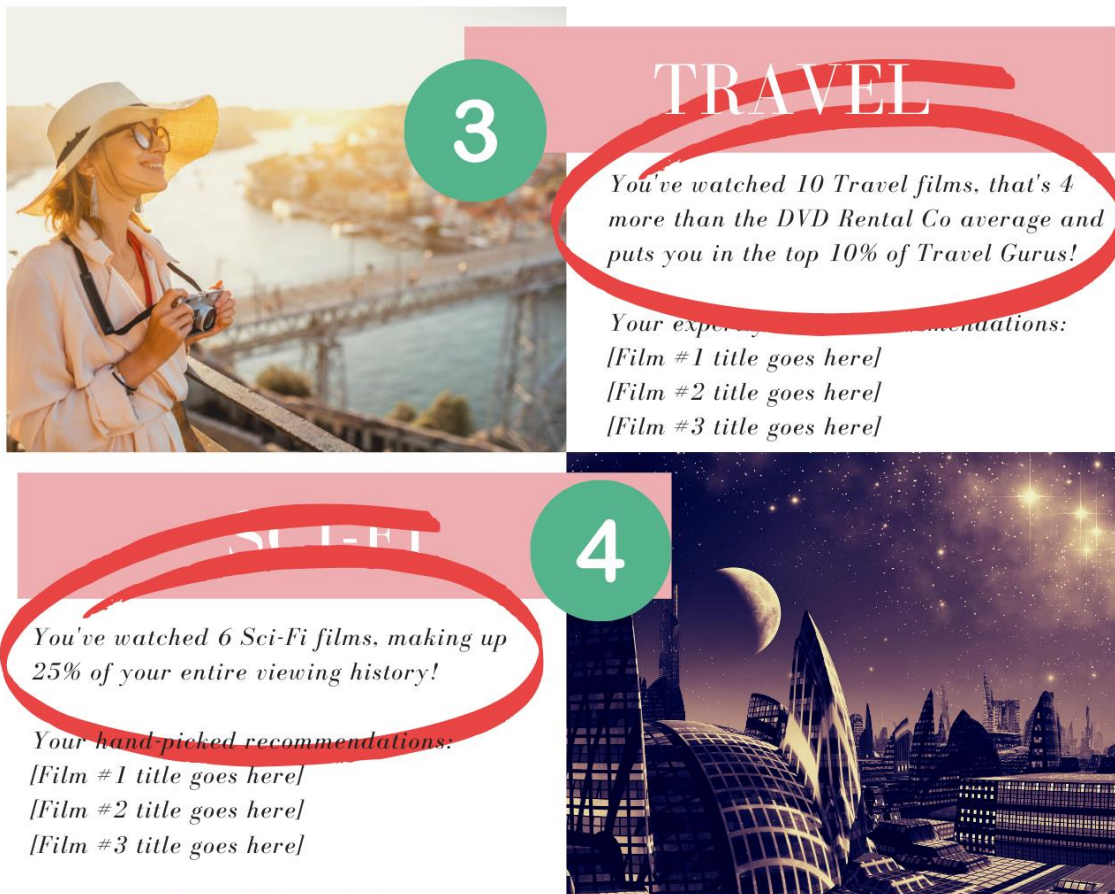 3
TRAVEL
You've watched 10 Travel films, that's 4
more than the DVD Rental Co average and
puts you in the top 10% of Travel Gurus!
[Film #1 title goes here]
[Film #2 title goes here]
[Film #3 title goes here]
SCI-FI
4
You've watched 6 Sci-Fi films, making up
25% of your entire viewing history!
Your hand-picked recommendations:
[Film #1 title goes here]
[Film #2 title goes here]
[Film #3 title goes here]